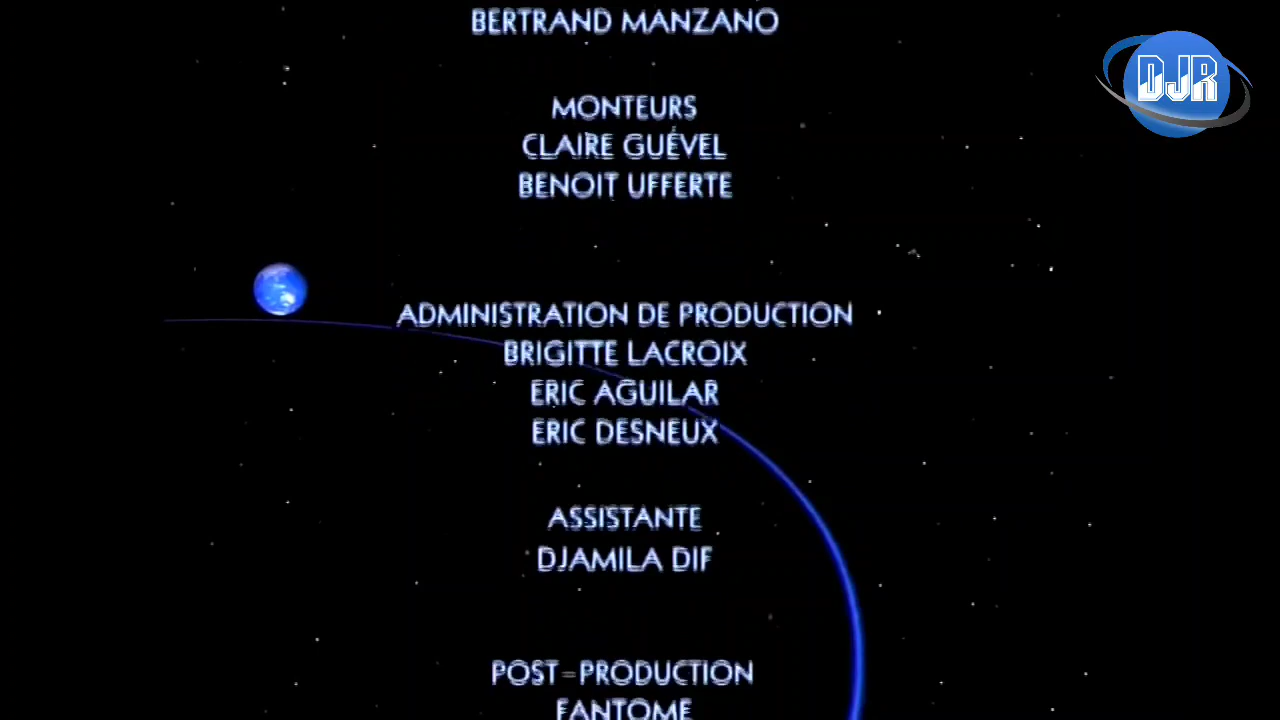 BERTRAND MANZANO
DJR
MONTEURS
CLAIRE GUÉVEL
BENOIT UFFERTE
ADMINISTRATION DE PRODUCTION
BRIGITTE LACROIX
ERIC AGUILAR
ERIC DESNEUX
ASSISTANTE
DJAMILA DIF
POST-PRODUCTION
FANTOME